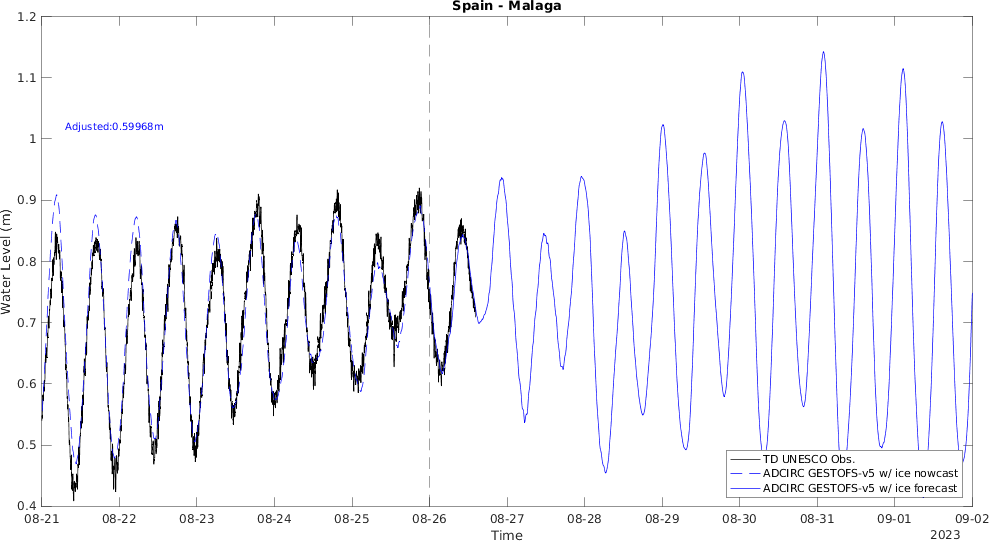 Spain - Malaga
1.2
1.1
1
0.9
0.8
0.7
0.6
0.5
0.4
Water Level (m)
Adjusted:0.59968m
TD UNESCO Obs.
ADCIRC GESTOFS-v5 w/ ice nowcast
ADCIRC GESTOFS-v5 w/ ice forecast
08-21 08-22 08-23 08-24 08-25 08-26 08-27 08-28 08-29 08-30 08-31 09-01 09-02
Time
2023